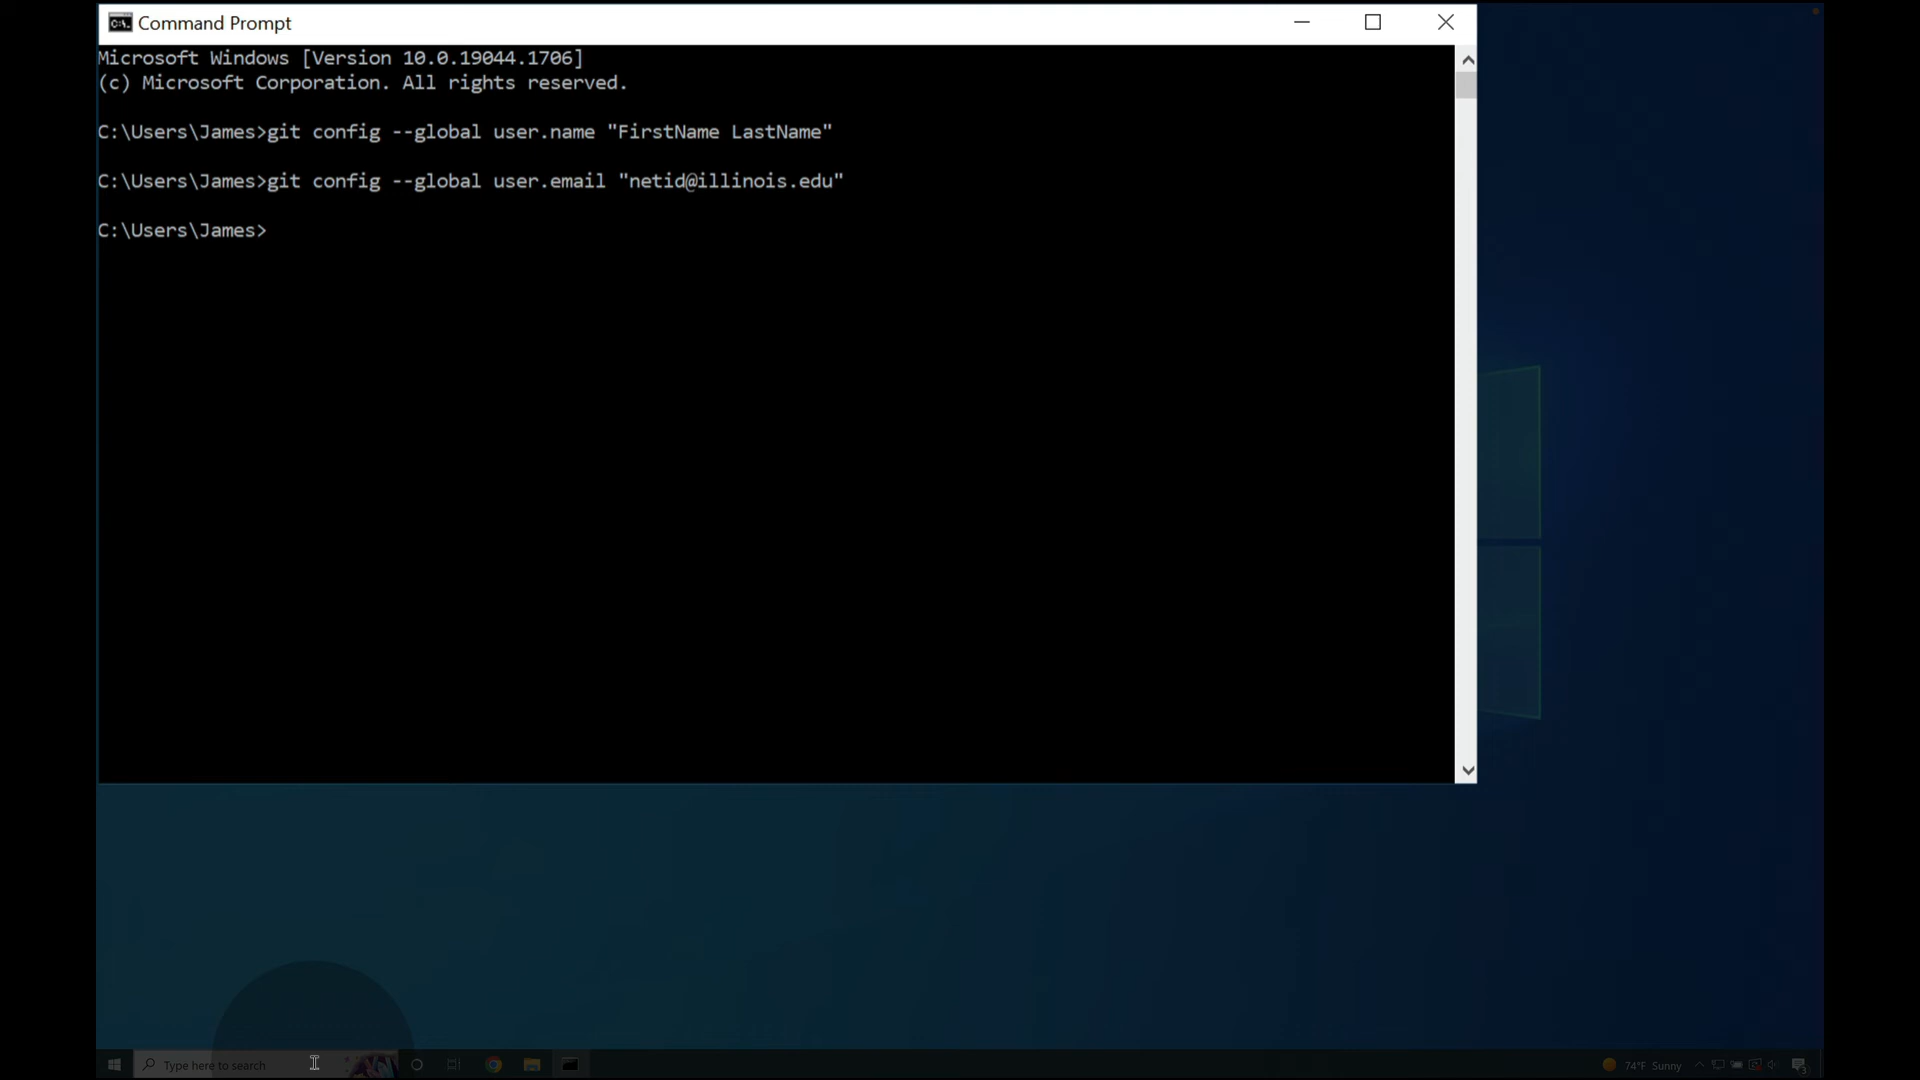 Command Prompt
Microsoft Windows [Version 10.0.19044.1706]
(c) Microsoft Corporation. All rights reserved.
C:\Users\James>git config --global user.name "FirstName LastName"
C:\Users\James>git config --global user.email "netid@illinois.edu"
C:\Users\James>
Type here to search
74°F Sunny